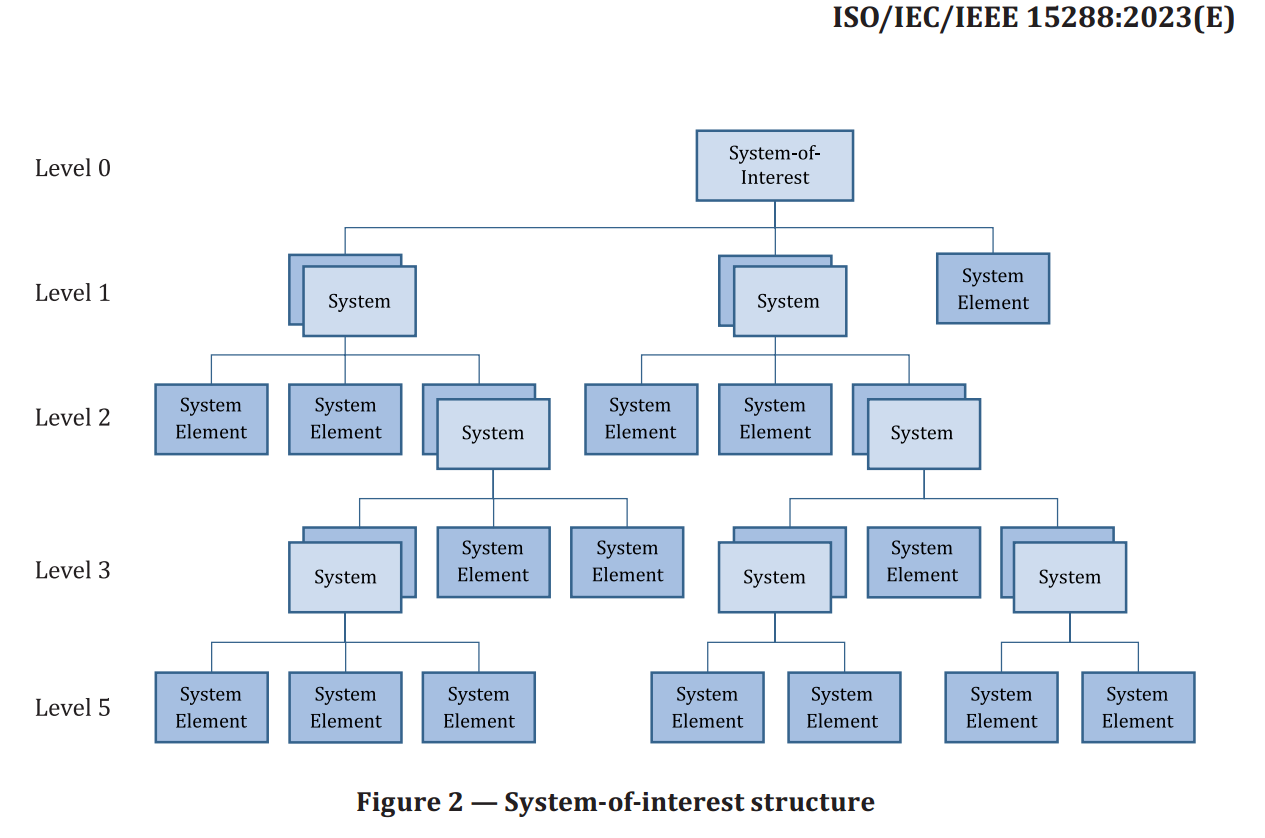 ISO/IEC/IEEE 15288:2023(E)
Level 0
System-of-
Interest
Level 1
System
System
System
Element
Level 2
System
Element
System
Element
System
System
Element
System
Element
System
Level 3
System
System
Element
System
Element
System
System
Element
System
Level 5
System
Element
System
Element
System
Element
System
Element
System
Element
System
Element
System
Element
Figure 2 — System-of-interest structure